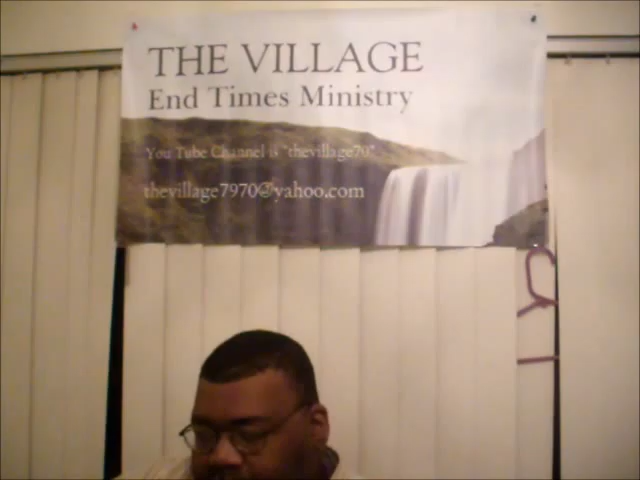 THE VILLAGE
End Times Ministry
You Tube Channel is "thevillage70"
thevillage7970@yahoo.com